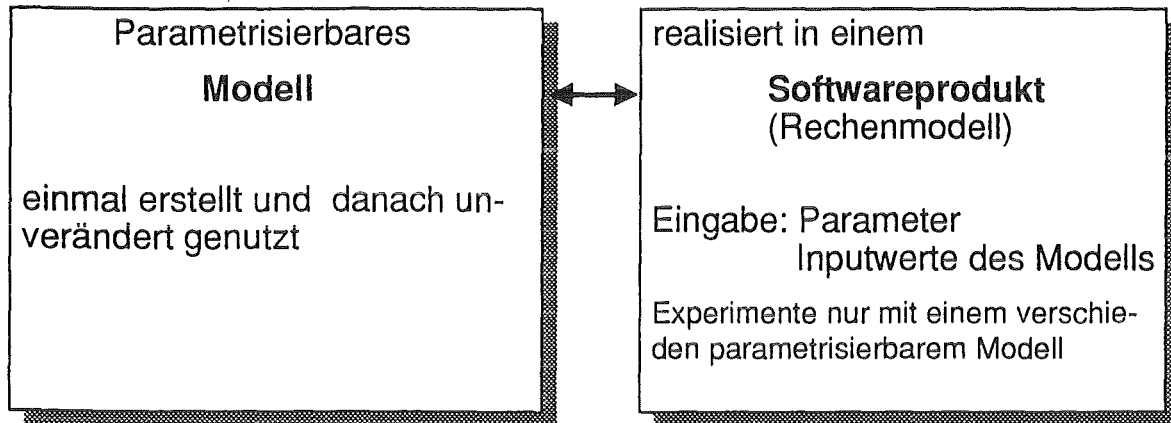 Parametrisierbares
Modell
einmal erstellt und danach un-
verändert genutzt
realisiert in einem
Softwareprodukt
(Rechenmodell)
Eingabe: Parameter
Inputwerte des Modells
Experimente nur mit einem verschie-
den parametrisierbarem Modell